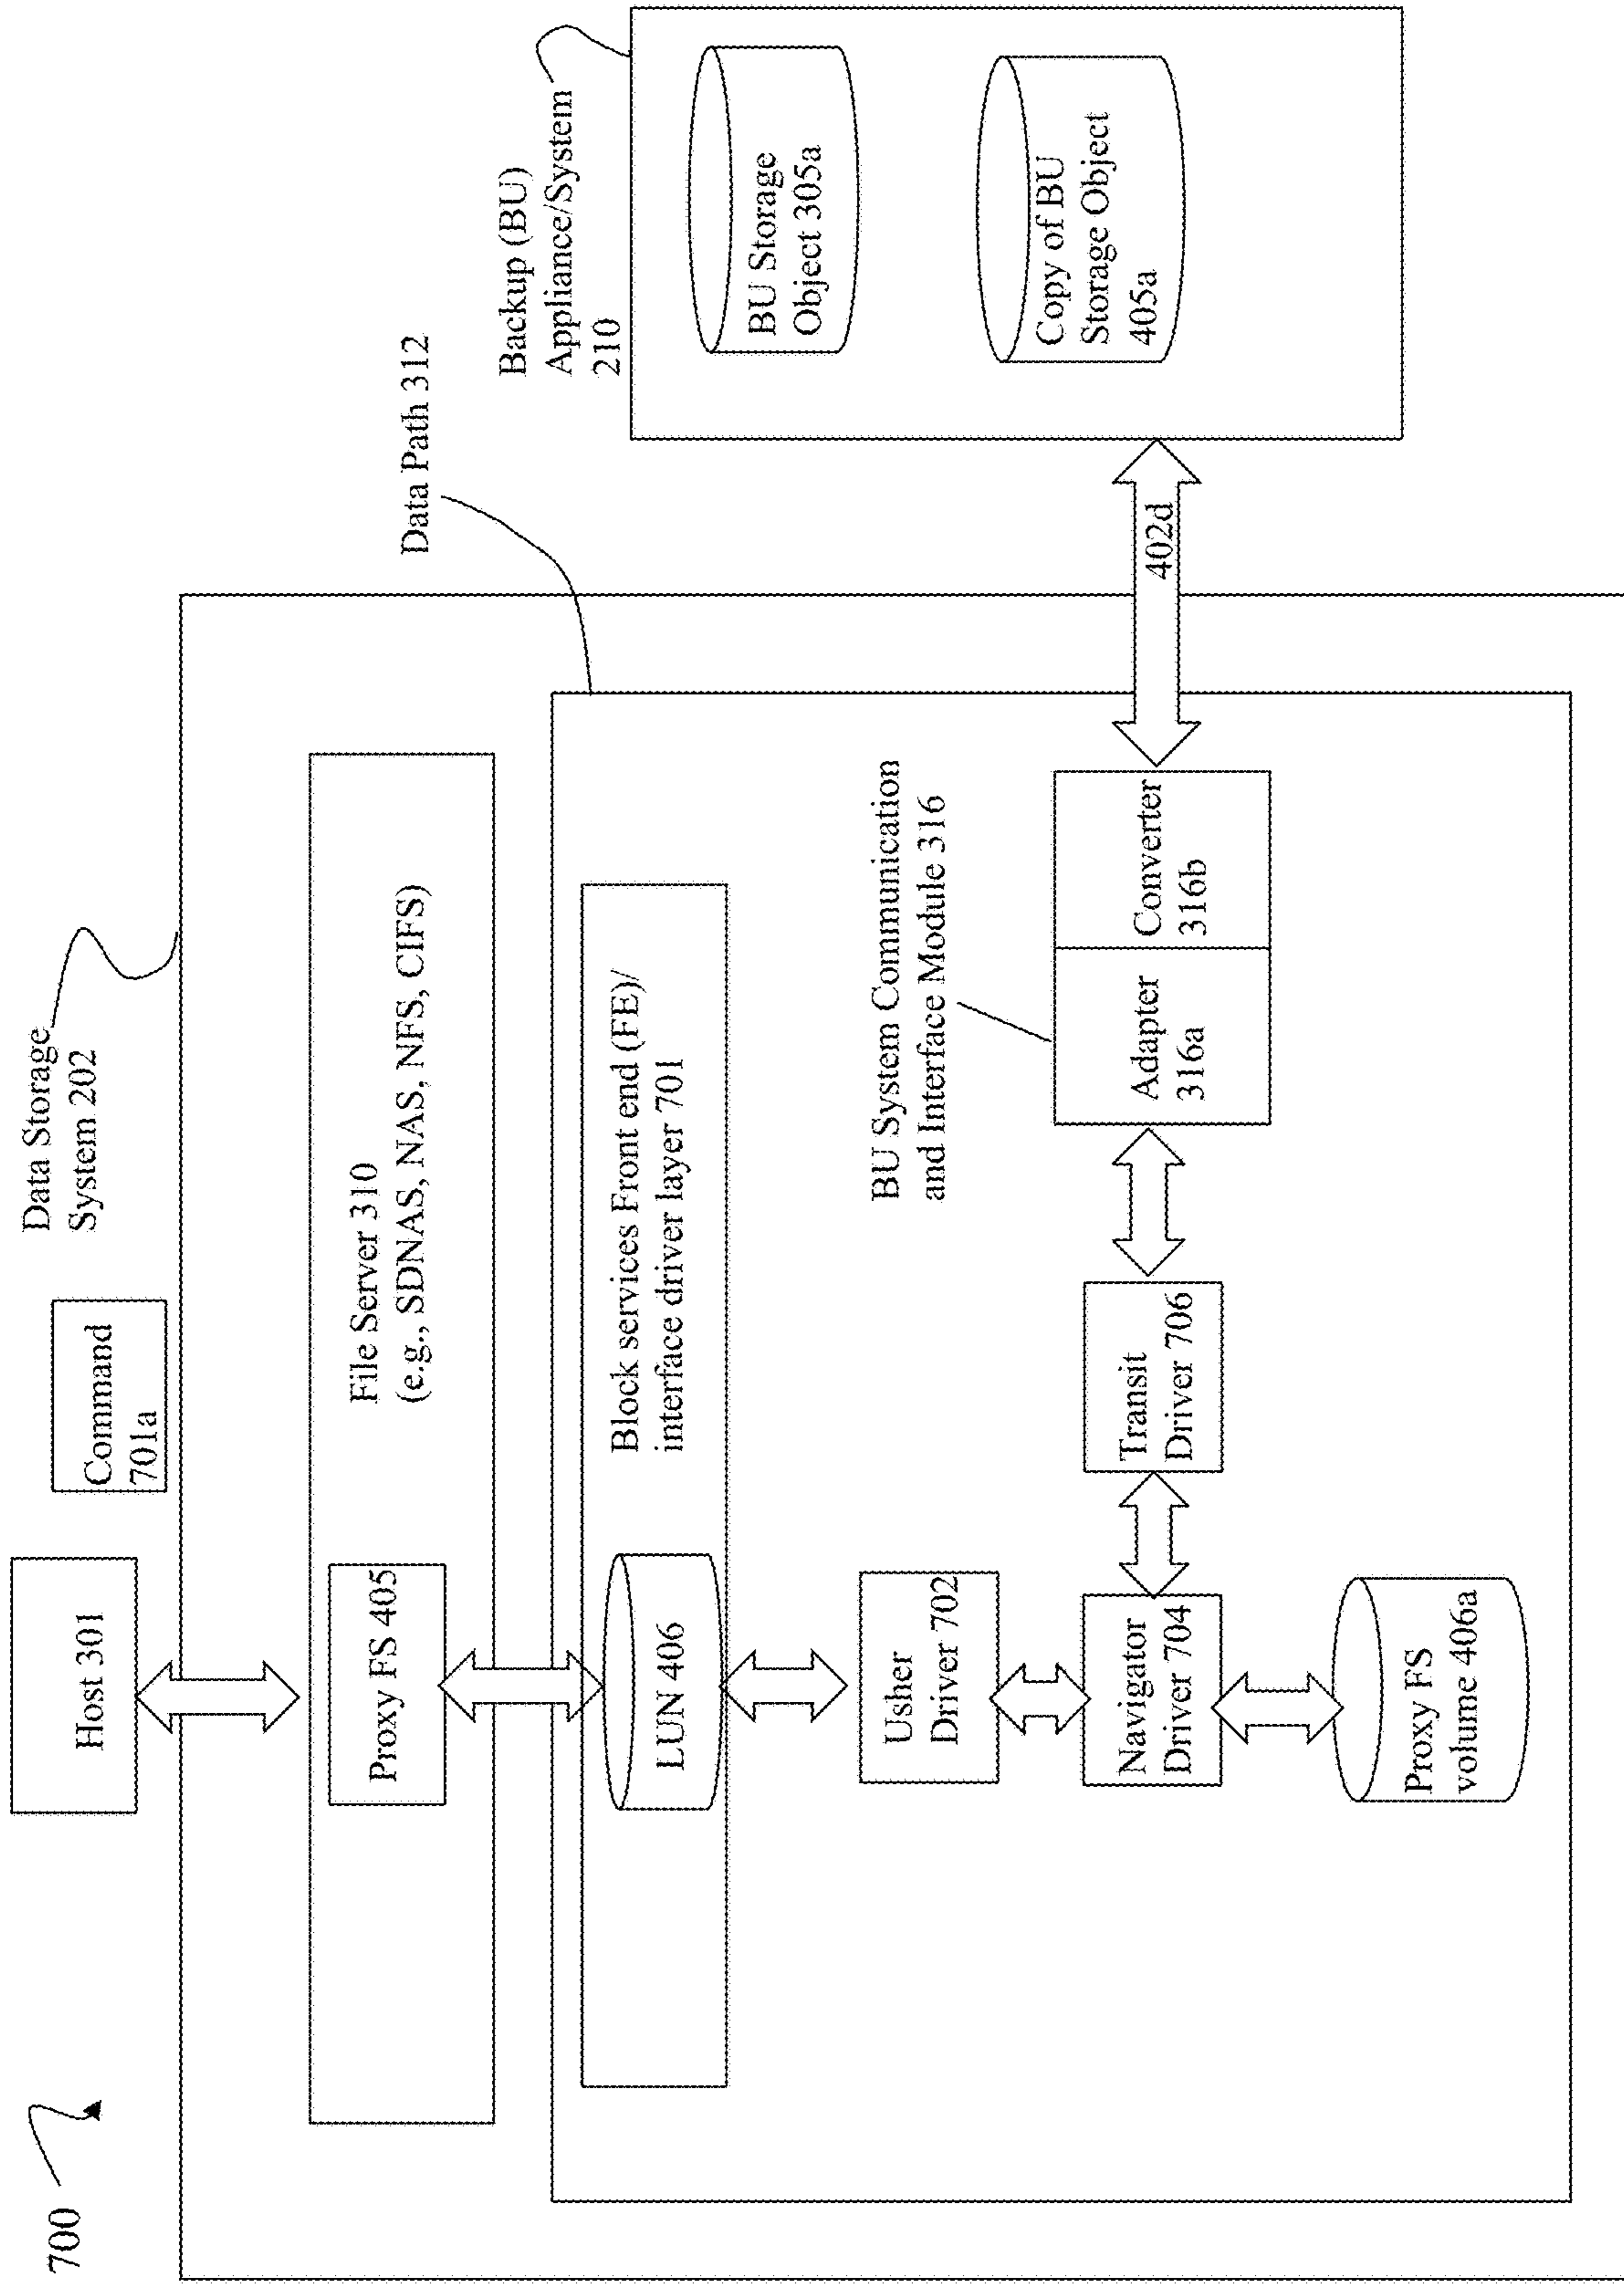 700
Host 301
Command
701a
Data Storage
System 202
File Server 310
(e.g., SDNAS, NAS, NFS, CIFS)
Proxy FS 405
Data Path 312
Block services Front end (FE)/
interface driver layer 701
LUN 406
Usher
Driver 702
Navigator
Driver 704
Transit
Driver 706
BU System Communication
and Interface Module 316
Adapter
316a
Converter
316b
Proxy FS
volume 406a
402d
Backup (BU)
Appliance/System
210
BU Storage
Object 305a
Copy of BU
Storage Object
405a